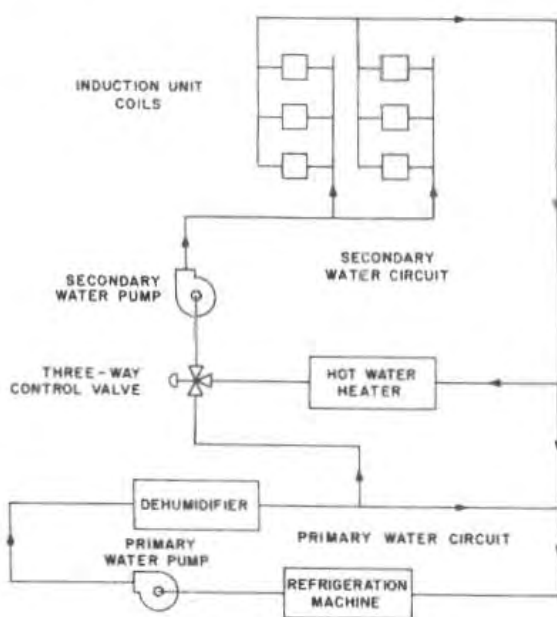 INDUCTION UNIT
COILS
SECONDARY
WATER CIRCUIT
SECONDARY
WATER PUMP
THREE-WAY
CONTROL VALVE
HOT WATER
HEATER
DEHUMIDIFIER
PRIMARY WATER CIRCUIT
PRIMARY
WATER PUMP
REFRIGERATION
MACHINE